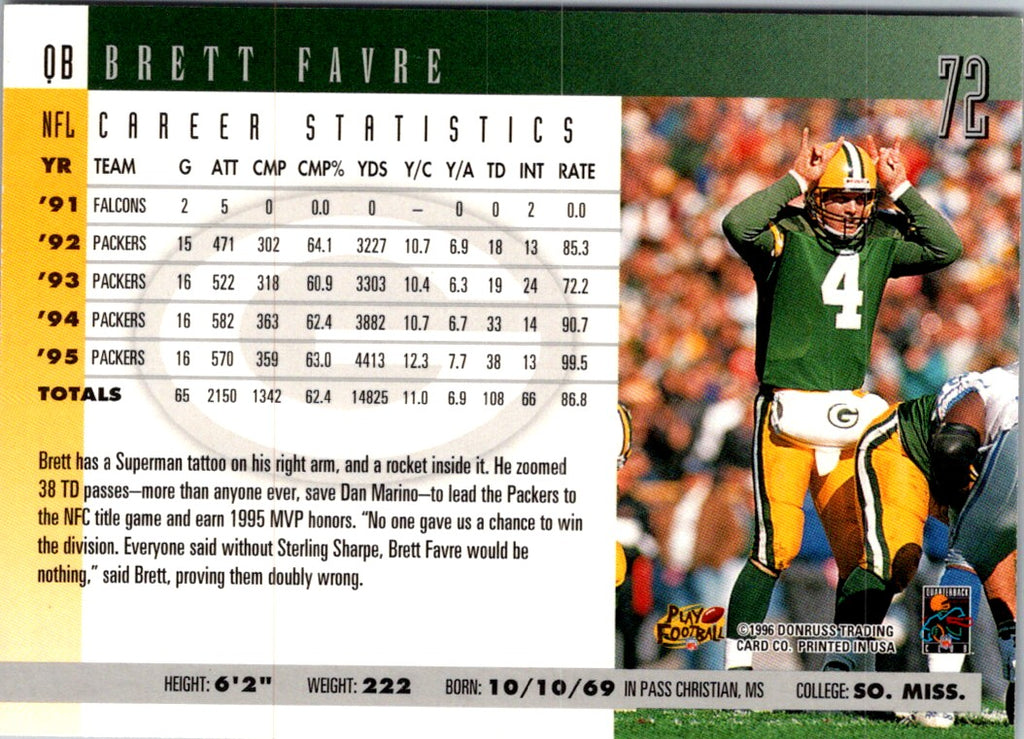 QB BRETT FAVRE
72
NFL CAREER STATISTICS
YR TEAM G ATT CMP CMP% YDS Y/C Y/A TD INT RATE
'91 FALCONS 2 5 0 0.0 0 – 0 0 2 0.0
'92 PACKERS 15 471 302 64.1 3227 10.7 6.9 18 13 85.3
'93 PACKERS 16 522 318 60.9 3303 10.4 6.3 19 24 72.2
'94 PACKERS 16 582 363 62.4 3882 10.7 6.7 33 14 90.7
'95 PACKERS 16 570 359 63.0 4413 12.3 7.7 38 13 99.5
TOTALS 65 2150 1342 62.4 14825 11.0 6.9 108 66 86.8
Brett has a Superman tattoo on his right arm, and a rocket inside it. He zoomed
38 TD passes—more than anyone ever, save Dan Marino—to lead the Packers to
the NFC title game and earn 1995 MVP honors. "No one gave us a chance to win
the division. Everyone said without Sterling Sharpe, Brett Favre would be
nothing," said Brett, proving them doubly wrong.
4
G
PLAY
FOOTBALL
©1996 DONRUSS TRADING
CARD CO. PRINTED IN USA
QUARTERBACK
CLUB
HEIGHT: 6'2" WEIGHT: 222 BORN: 10/10/69 IN PASS CHRISTIAN, MS COLLEGE: SO. MISS.